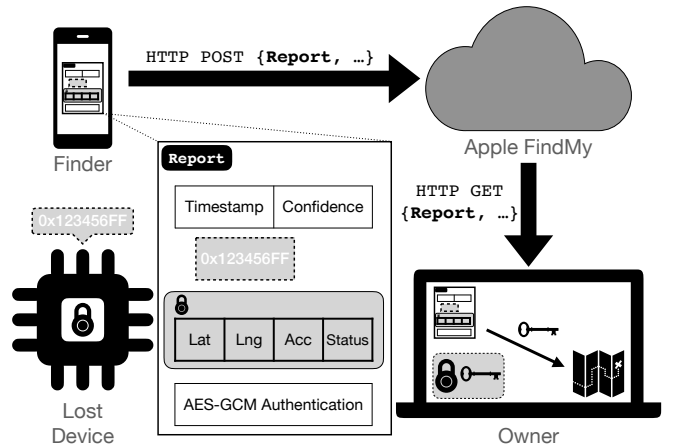 HTTP POST {Report, …}
Finder
Apple FindMy
Report
HTTP GET
{Report, …}
Timestamp Confidence
0x123456FF
0x123456FF
Lat Lng Acc Status
AES-GCM Authentication
Lost
Device
Owner